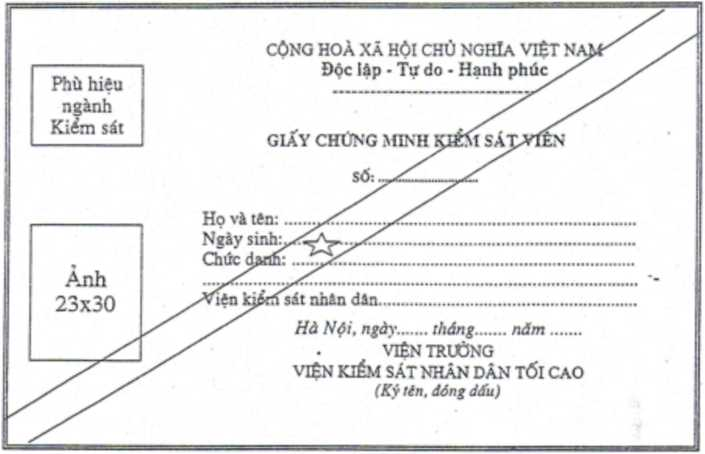 CỘNG HOÀ XÃ HỘI CHỦ NGHĨA VIỆT NAM
Độc lập - Tự do - Hạnh phúc
Phù hiệu
ngành
Kiểm sát
GIẤY CHỨNG MINH KIỂM SÁT VIÊN
số:....................
Họ và tên: ......................................................................
Ngày sinh:......................................................................
Chức danh: ....................................................................
......................................................................................
Viện kiểm sát nhân dân...................................................
Ảnh
23x30
Hà Nội, ngày....... tháng....... năm .......
VIỆN TRƯỞNG
VIỆN KIỂM SÁT NHÂN DÂN TỐI CAO
(Ký tên, đóng dấu)